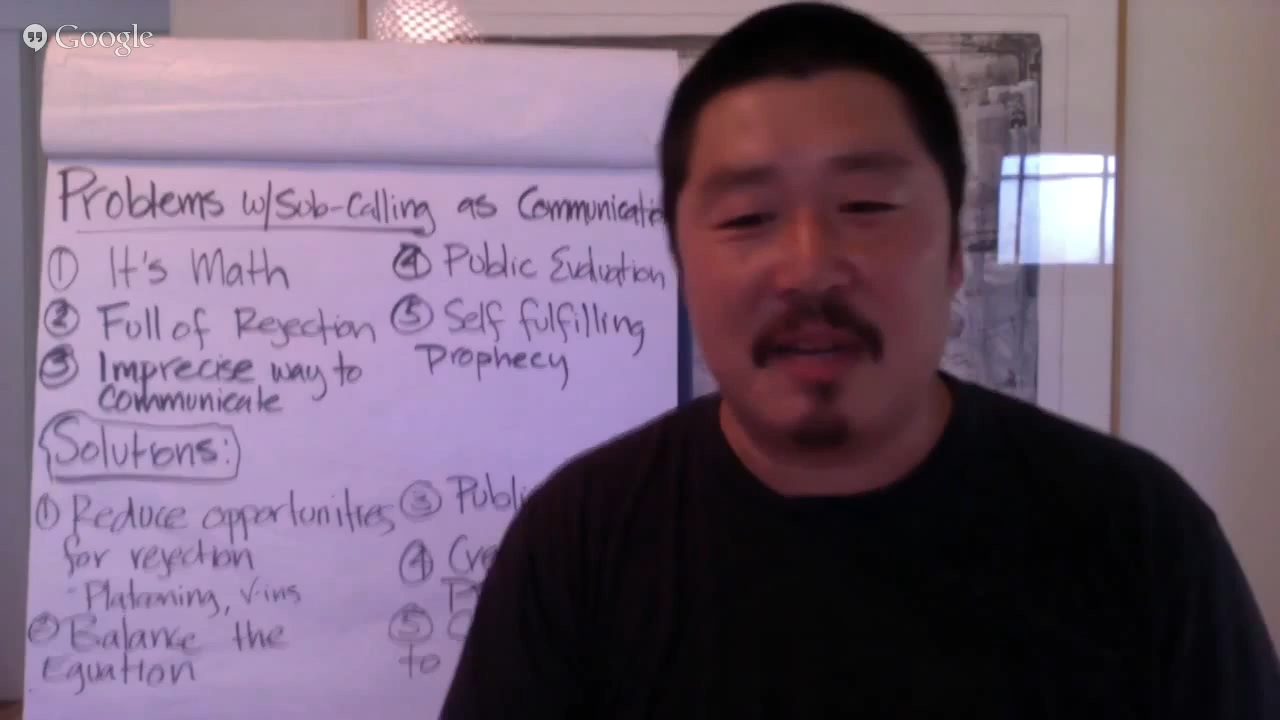 Google
Problems w/Sub-Calling as Communicatio
① It's Math
② Full of Rejection
③ Imprecise way to
Communicate
④ Public Evaluation
⑤ Self fulfilling
Prophecy
Solutions:
① Reduce opportunities
for rejection
- Platooning, √-ins
② Balance the
Equation
③ Publi
④ Cre
⑤
to